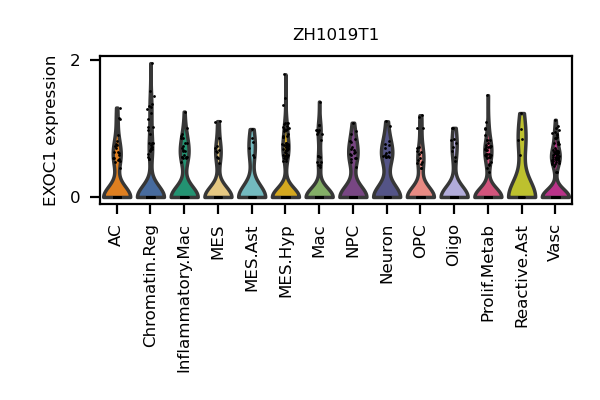 ZH1019T1
EXOC1 expression
2
0
AC
Chromatin.Reg
Inflammatory.Mac
MES
MES.Ast
MES.Hyp
Mac
NPC
Neuron
OPC
Oligo
Prolif.Metab
Reactive.Ast
Vasc